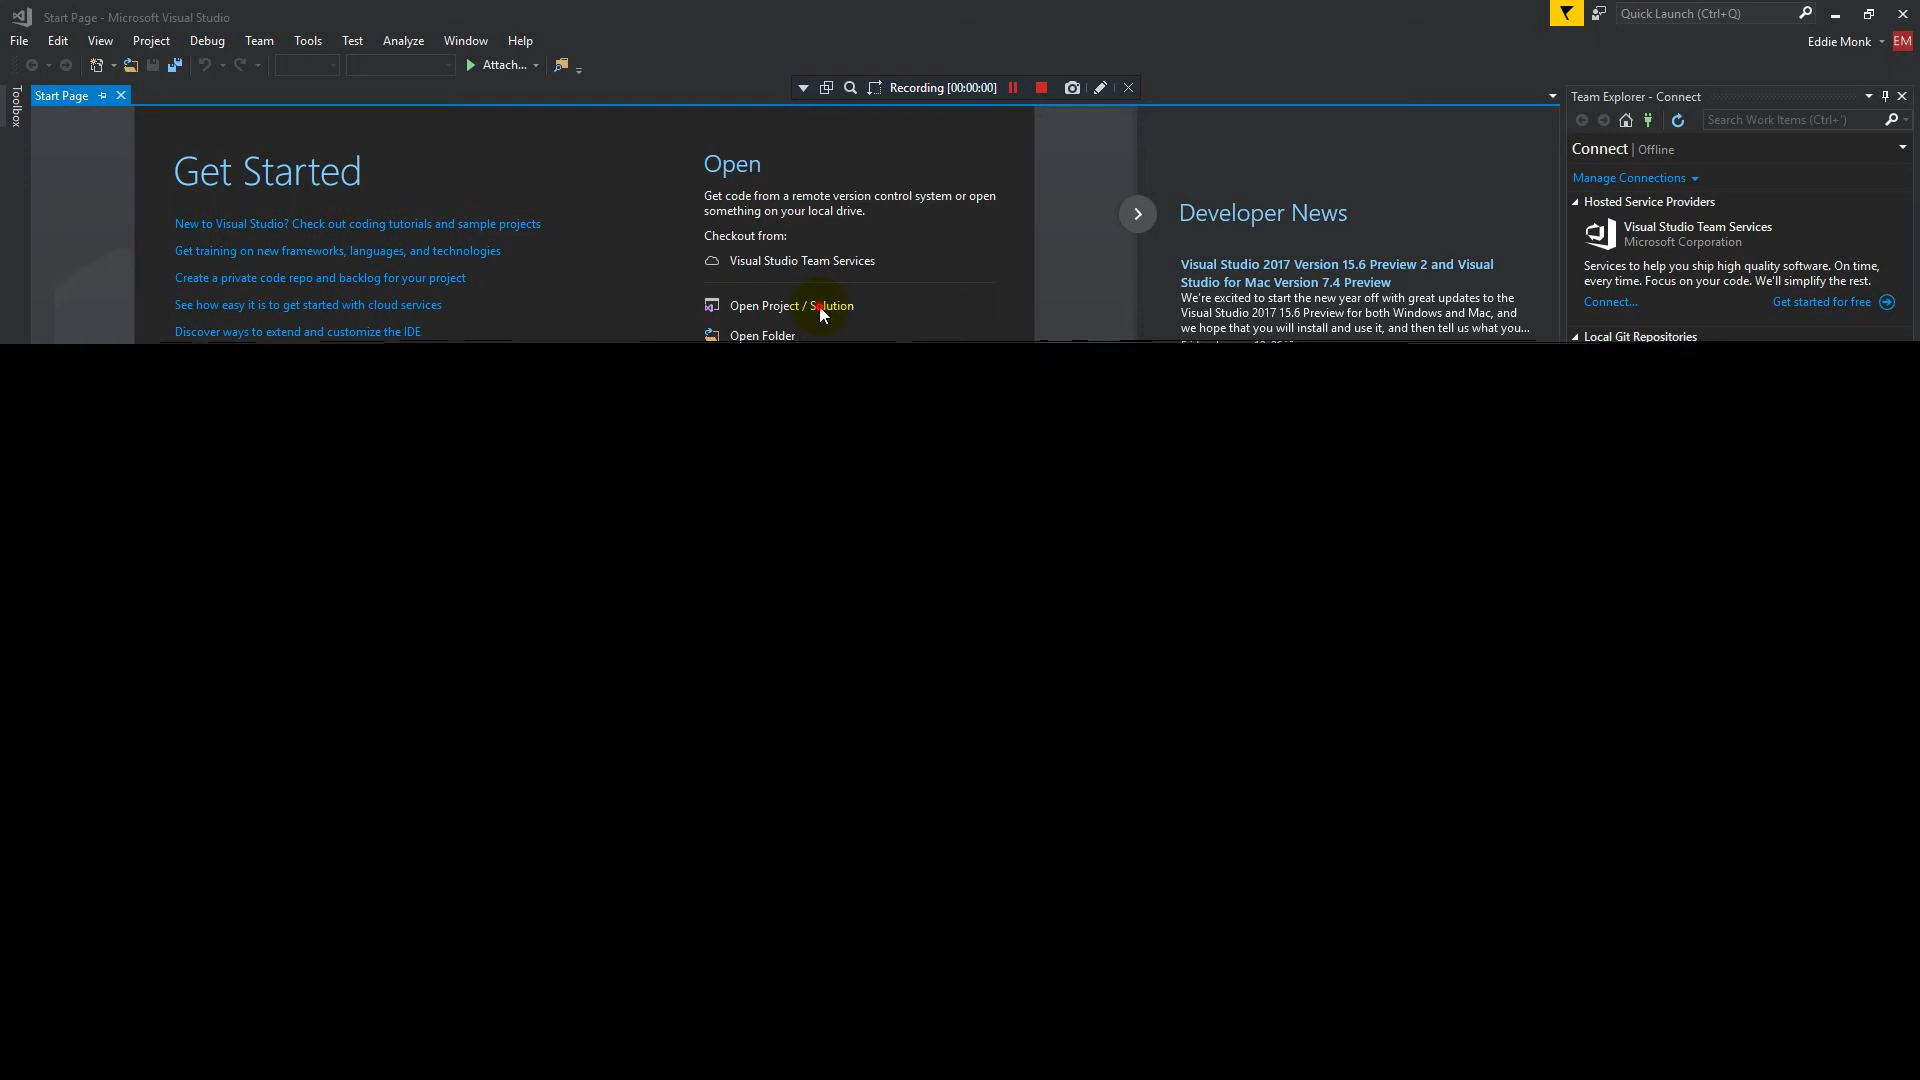 Start Page - Microsoft Visual Studio
Quick Launch (Ctrl+Q)
File Edit View Project Debug Team Tools Test Analyze Window Help
Eddie Monk EM
Attach...
Recording [00:00:00]
Toolbox
Start Page
Get Started
New to Visual Studio? Check out coding tutorials and sample projects
Get training on new frameworks, languages, and technologies
Create a private code repo and backlog for your project
See how easy it is to get started with cloud services
Discover ways to extend and customize the IDE
Open
Get code from a remote version control system or open
something on your local drive.
Checkout from:
Visual Studio Team Services
Open Project / Solution
Open Folder
Developer News
Visual Studio 2017 Version 15.6 Preview 2 and Visual
Studio for Mac Version 7.4 Preview
We're excited to start the new year off with great updates to the
Visual Studio 2017 15.6 Preview for both Windows and Mac, and
we hope that you will install and use it, and then tell us what you...
Team Explorer - Connect
Search Work Items (Ctrl+')
Connect | Offline
Manage Connections
Hosted Service Providers
Visual Studio Team Services
Microsoft Corporation
Services to help you ship high quality software. On time,
every time. Focus on your code. We'll simplify the rest.
Connect... Get started for free
Local Git Repositories